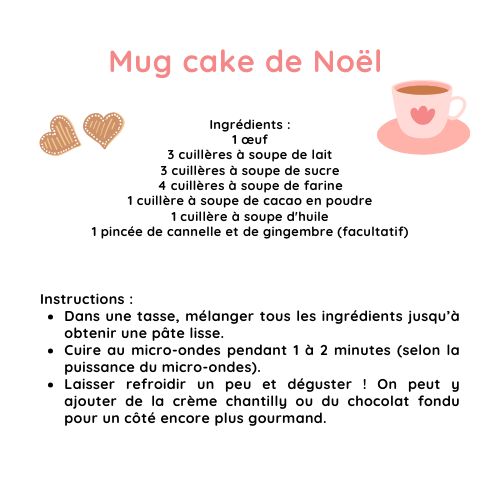 Mug cake de Noël
Ingrédients :
1 œuf
3 cuillères à soupe de lait
3 cuillères à soupe de sucre
4 cuillères à soupe de farine
1 cuillère à soupe de cacao en poudre
1 cuillère à soupe d'huile
1 pincée de cannelle et de gingembre (facultatif)
Instructions :
• Dans une tasse, mélanger tous les ingrédients jusqu'à
obtenir une pâte lisse.
• Cuire au micro-ondes pendant 1 à 2 minutes (selon la
puissance du micro-ondes).
• Laisser refroidir un peu et déguster ! On peut y
ajouter de la crème chantilly ou du chocolat fondu
pour un côté encore plus gourmand.